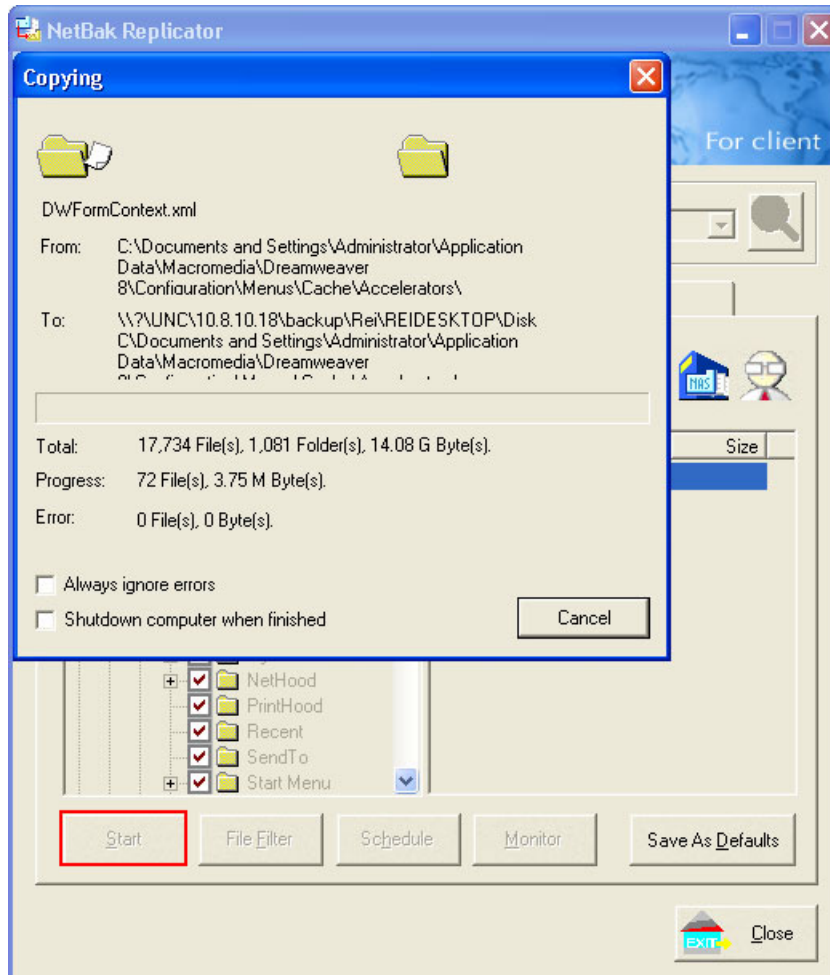 NetBak Replicator
Copying
For client
DWFormContext.xml
From: C:\Documents and Settings\Administrator\Application
Data\Macromedia\Dreamweaver
8\Configuration\Menus\Cache\Accelerators\
To: \\?\UNC\10.8.10.18\backup\Rei\REIDESKTOP\Disk
C\Documents and Settings\Administrator\Application
Data\Macromedia\Dreamweaver
NAS
Total: 17,734 File(s), 1,081 Folder(s), 14.08 G Byte(s).
Size
Progress: 72 File(s), 3.75 M Byte(s).
Error: 0 File(s), 0 Byte(s).
Always ignore errors
Shutdown computer when finished
Cancel
NetHood
PrintHood
Recent
SendTo
Start Menu
Start
File Filter
Schedule
Monitor
Save As Defaults
EXIT
Close